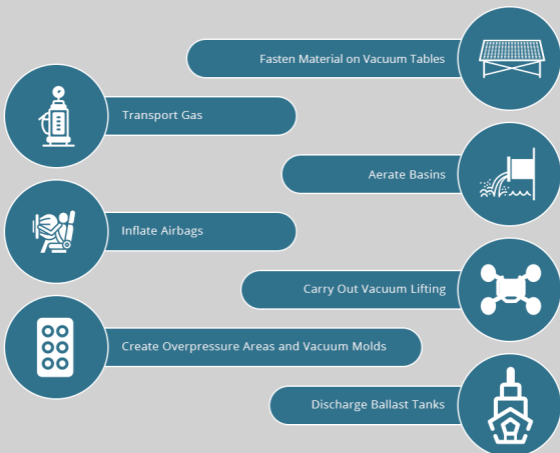 Fasten Material on Vacuum Tables
Transport Gas
Aerate Basins
Inflate Airbags
Carry Out Vacuum Lifting
Create Overpressure Areas and Vacuum Molds
Discharge Ballast Tanks